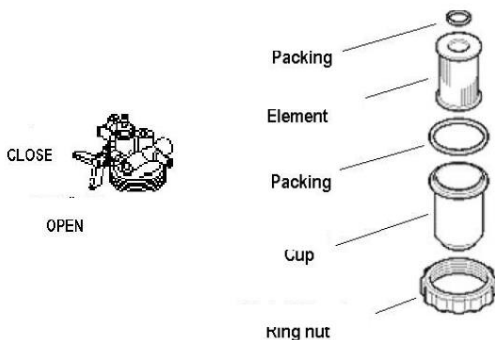 Packing
Element
CLOSE
Packing
OPEN
Cup
Ring nut